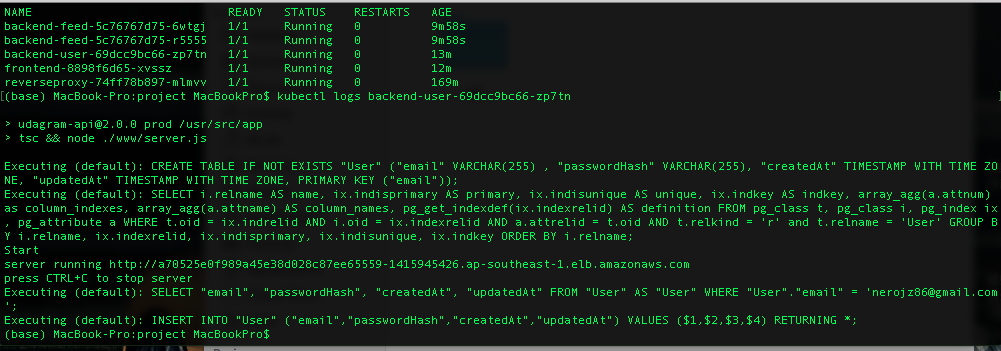 NAME READY STATUS RESTARTS AGE
backend-feed-5c76767d75-6wtgj 1/1 Running 0 9m58s
backend-feed-5c76767d75-r5555 1/1 Running 0 9m58s
backend-user-69dcc9bc66-zp7tn 1/1 Running 0 13m
frontend-8898f6d65-xvssz 1/1 Running 0 12m
reverseproxy-74ff78b897-mlmvv 1/1 Running 0 169m
[(base) MacBook-Pro:project MacBookPro$ kubectl logs backend-user-69dcc9bc66-zp7tn ]
> udagram-api@2.0.0 prod /usr/src/app
> tsc && node ./www/server.js
Executing (default): CREATE TABLE IF NOT EXISTS "User" ("email" VARCHAR(255) , "passwordHash" VARCHAR(255), "createdAt" TIMESTAMP WITH TIME ZO
NE, "updatedAt" TIMESTAMP WITH TIME ZONE, PRIMARY KEY ("email"));
Executing (default): SELECT i.relname AS name, ix.indisprimary AS primary, ix.indisunique AS unique, ix.indkey AS indkey, array_agg(a.attnum)
as column_indexes, array_agg(a.attname) AS column_names, pg_get_indexdef(ix.indexrelid) AS definition FROM pg_class t, pg_class i, pg_index ix
, pg_attribute a WHERE t.oid = ix.indrelid AND i.oid = ix.indexrelid AND a.attrelid = t.oid AND t.relkind = 'r' and t.relname = 'User' GROUP B
Y i.relname, ix.indexrelid, ix.indisprimary, ix.indisunique, ix.indkey ORDER BY i.relname;
Start
server running http://a70525e0f989a45e38d028c87ee65559-1415945426.ap-southeast-1.elb.amazonaws.com
press CTRL+C to stop server
Executing (default): SELECT "email", "passwordHash", "createdAt", "updatedAt" FROM "User" AS "User" WHERE "User"."email" = 'nerojz86@gmail.com
';
Executing (default): INSERT INTO "User" ("email","passwordHash","createdAt","updatedAt") VALUES ($1,$2,$3,$4) RETURNING *;
(base) MacBook-Pro:project MacBookPro$